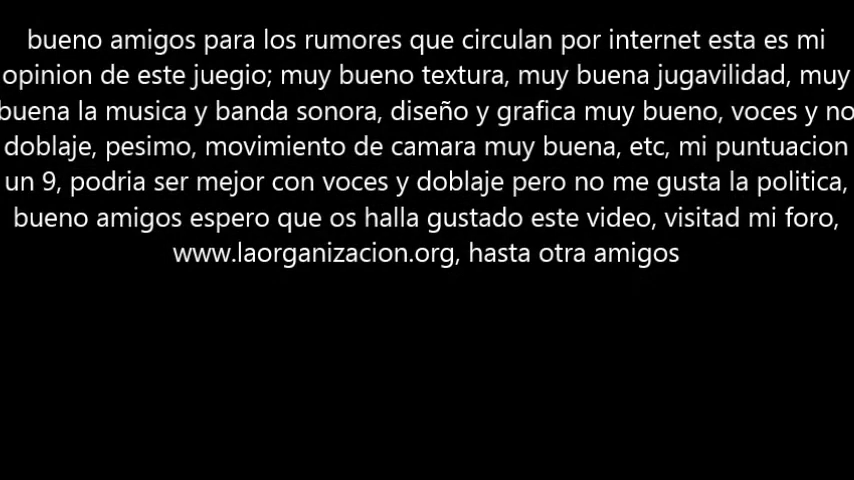 bueno amigos para los rumores que circulan por internet esta es mi
opinion de este juegio; muy bueno textura, muy buena jugavilidad, muy
buena la musica y banda sonora, diseño y grafica muy bueno, voces y no
doblaje, pesimo, movimiento de camara muy buena, etc, mi puntuacion
un 9, podria ser mejor con voces y doblaje pero no me gusta la politica,
bueno amigos espero que os halla gustado este video, visitad mi foro,
www.laorganizacion.org, hasta otra amigos